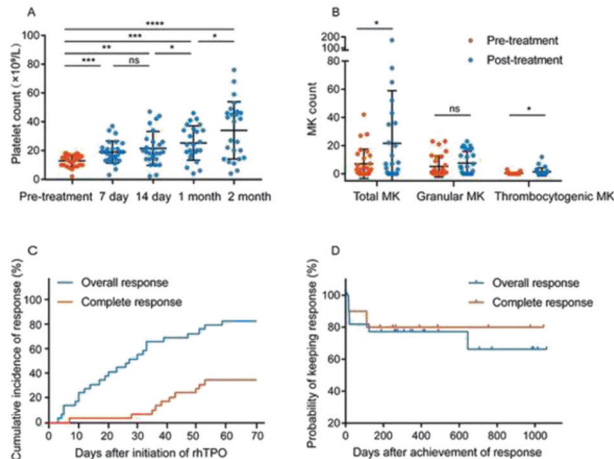 A
****
***
*
**
*
***
ns
Platelet count (×10⁹/L)
100
80
60
40
20
0
Pre-treatment
7 day
14 day
1 month
2 month
B
Pre-treatment
Post-treatment
*
ns
*
MK count
200
100
60
40
20
0
Total MK
Granular MK
Thrombocytogenic MK
C
Overall response
Complete response
Cumulative incidence of response (%)
100
80
60
40
20
0
0 10 20 30 40 50 60 70
Days after initiation of rhTPO
D
Overall response
Complete response
Probability of keeping response (%)
100
80
60
40
20
0
0 200 400 600 800 1000
Days after achievement of response